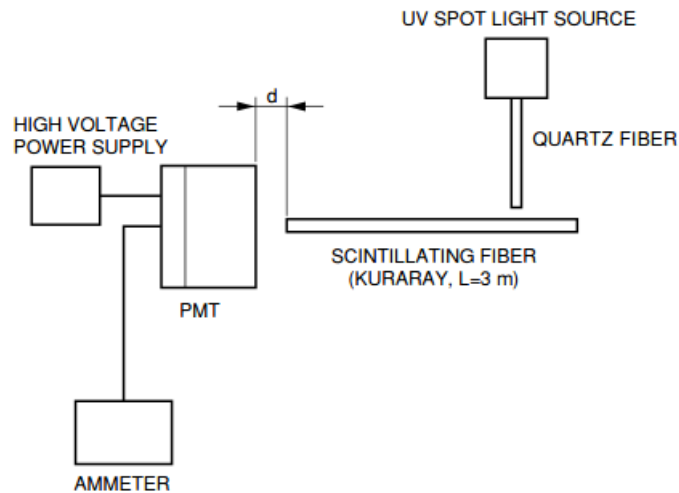 UV SPOT LIGHT SOURCE
d
HIGH VOLTAGE
POWER SUPPLY
QUARTZ FIBER
SCINTILLATING FIBER
(KURARAY, L=3 m)
PMT
AMMETER